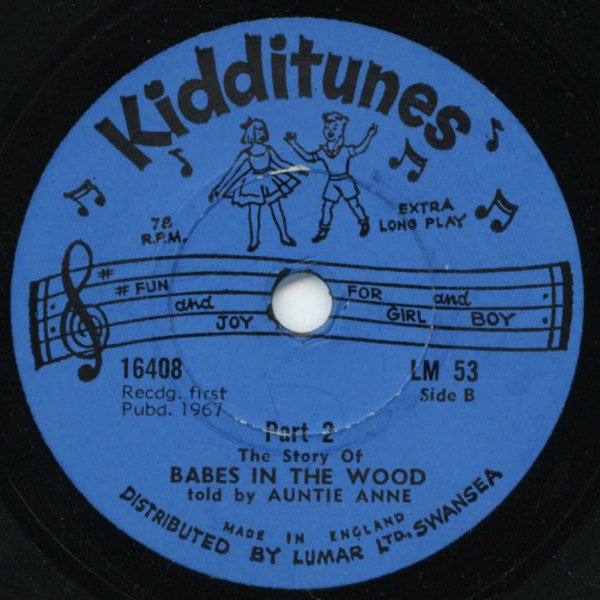 Kidditunes
78
R.P.M.
EXTRA
LONG PLAY
FUN and JOY FOR GIRL and BOY
16408
Recdg. first
Pubd. 1967
LM 53
Side B
Part 2
The Story Of
BABES IN THE WOOD
told by AUNTIE ANNE
MADE IN ENGLAND
DISTRIBUTED BY LUMAR LTD, SWANSEA